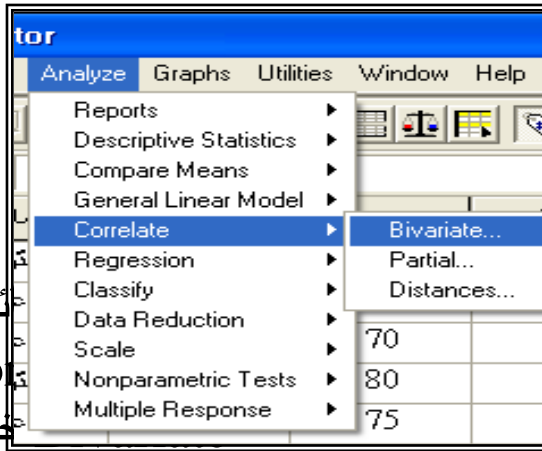 tor
Analyze Graphs Utilities Window Help
Reports
Descriptive Statistics
Compare Means
General Linear Model
Correlate Bivariate...
Regression Partial...
Classify Distances...
Data Reduction
Scale 70
Nonparametric Tests 80
Multiple Response 75